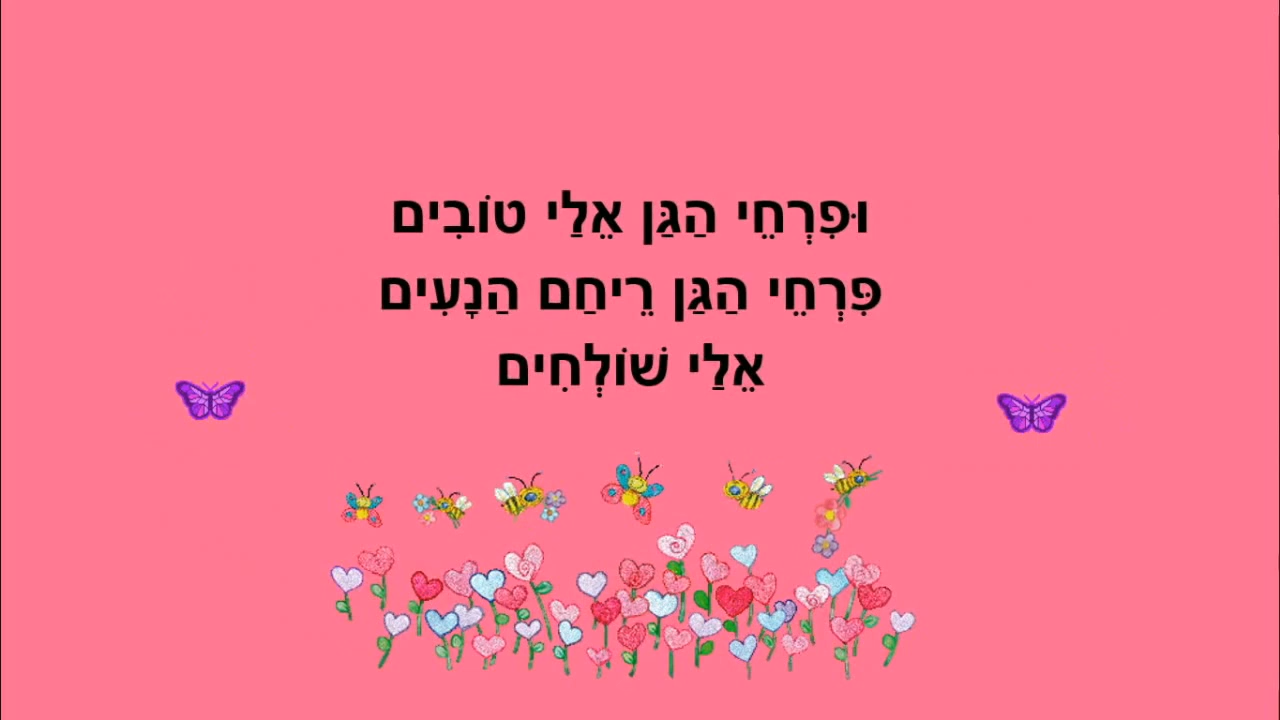 וּפִרְחֵי הַגַּן אֵלַי טוֹבִים
פִּרְחֵי הַגַּן רֵיחַם הַנָעִים
אֵלַי שׁוֹלְחִים